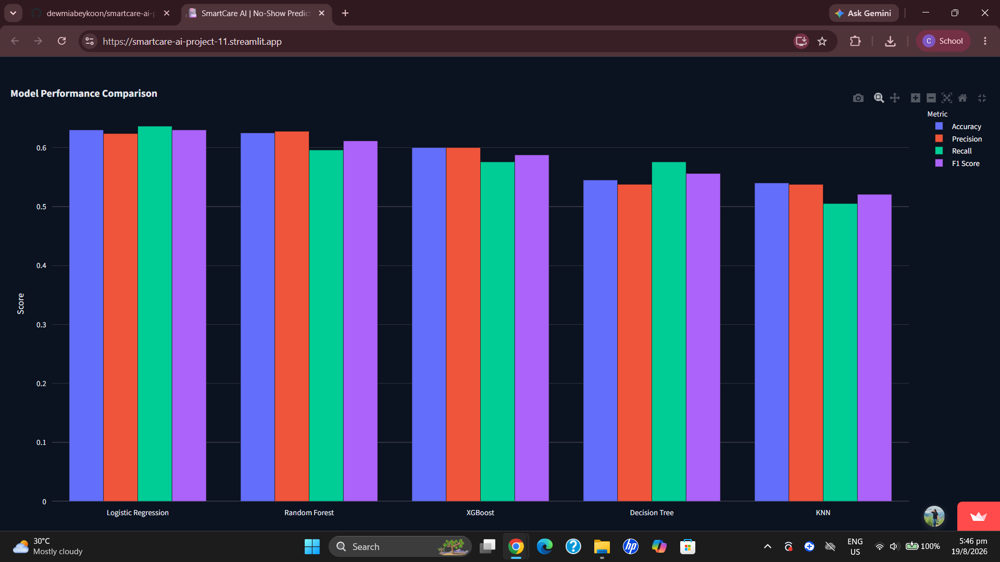 dewmiabeykoon/smartcare-ai-p
SmartCare AI | No-Show Predic
Ask Gemini
https://smartcare-ai-project-11.streamlit.app
C School
Model Performance Comparison
Metric
Accuracy
Precision
Recall
F1 Score
0.6
0.5
0.4
0.3
0.2
0.1
0
Score
Logistic Regression
Random Forest
XGBoost
Decision Tree
KNN
30°C
Mostly cloudy
Search
hp
ENG
US
100%
5:46 pm
19/8/2026